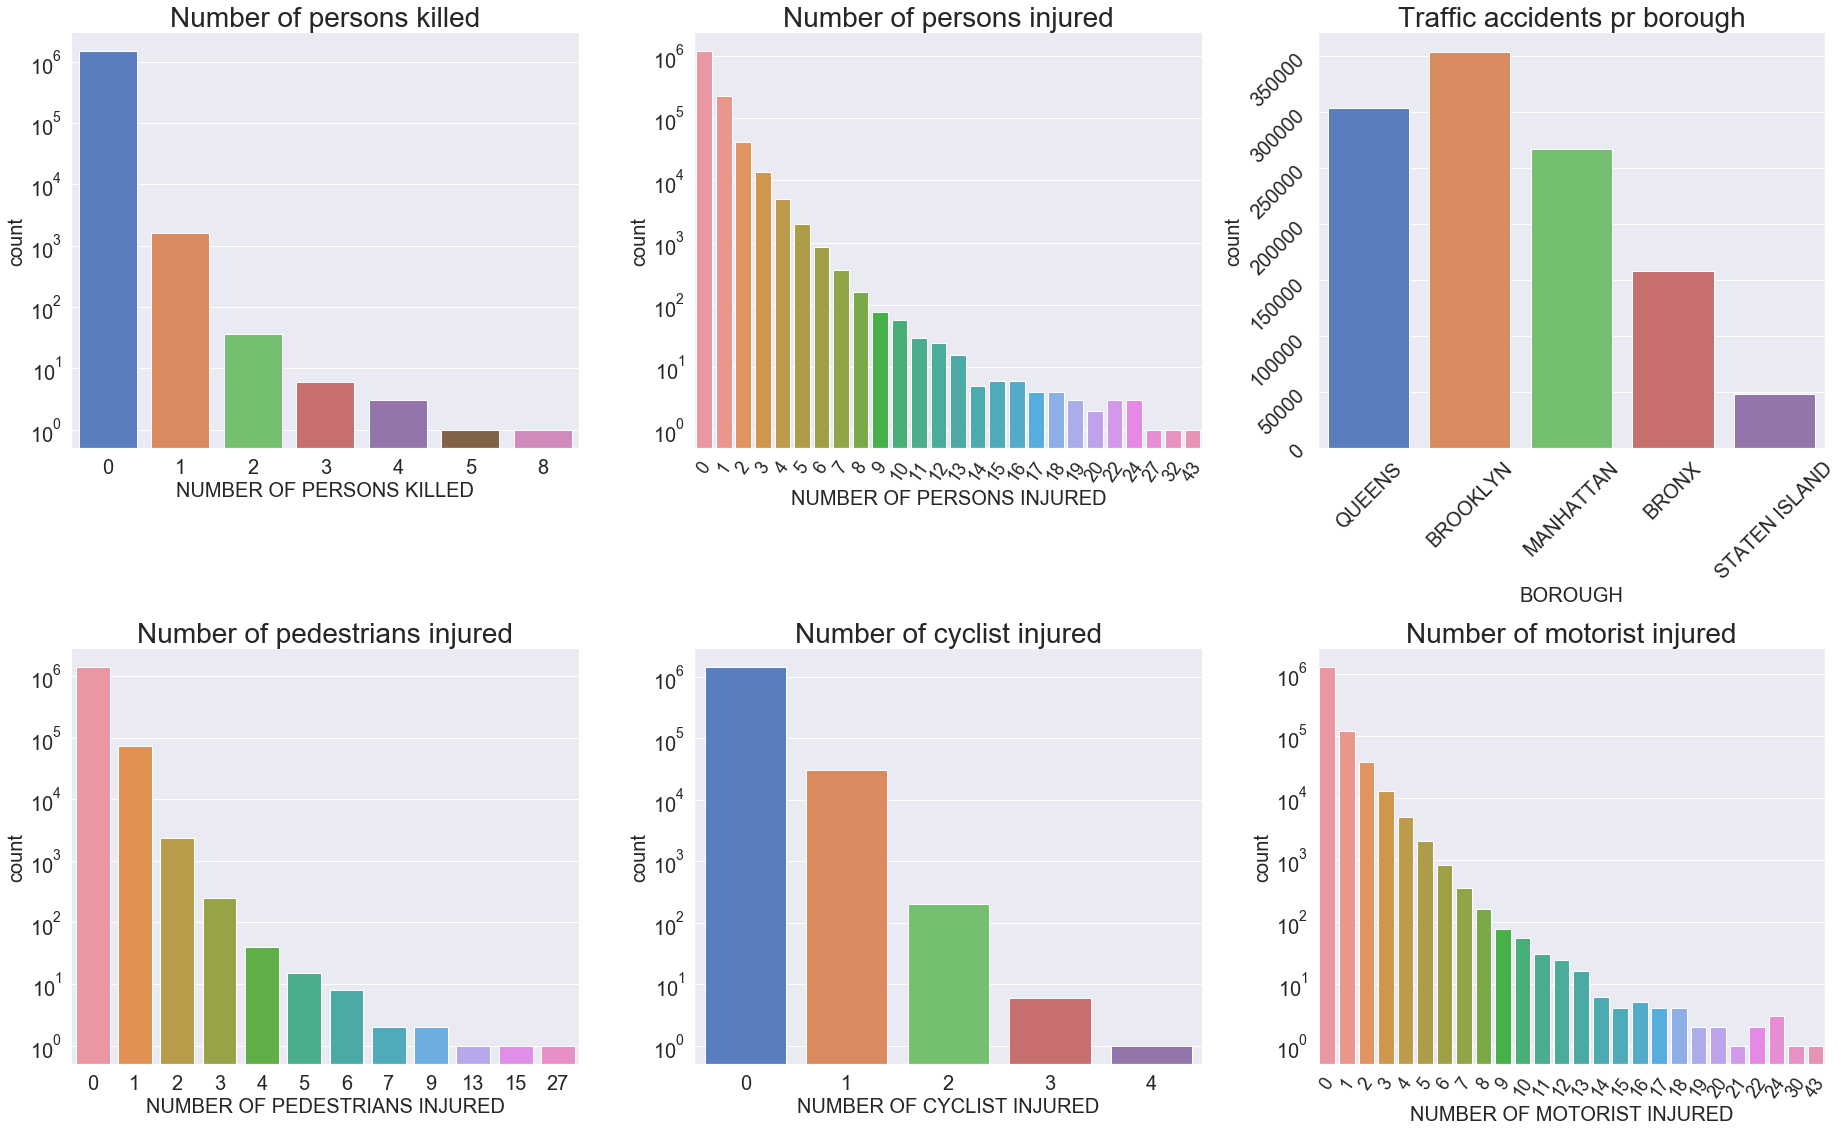 Number of persons killed
10^6
10^5
10^4
10^3
10^2
10^1
10^0
count
0 1 2 3 4 5 8
NUMBER OF PERSONS KILLED
Number of persons injured
10^6
10^5
10^4
10^3
10^2
10^1
10^0
count
0 1 2 3 4 5 6 7 8 9 10 11 12 13 14 15 16 17 18 19 20 22 24 27 32 43
NUMBER OF PERSONS INJURED
Traffic accidents pr borough
350000
300000
250000
200000
150000
100000
50000
0
count
QUEENS BROOKLYN MANHATTAN BRONX STATEN ISLAND
BOROUGH
Number of pedestrians injured
10^6
10^5
10^4
10^3
10^2
10^1
10^0
count
0 1 2 3 4 5 6 7 9 13 15 27
NUMBER OF PEDESTRIANS INJURED
Number of cyclist injured
10^6
10^5
10^4
10^3
10^2
10^1
10^0
count
0 1 2 3 4
NUMBER OF CYCLIST INJURED
Number of motorist injured
10^6
10^5
10^4
10^3
10^2
10^1
10^0
count
0 1 2 3 4 5 6 7 8 9 10 11 12 13 14 15 16 17 18 19 20 21 22 24 30 43
NUMBER OF MOTORIST INJURED